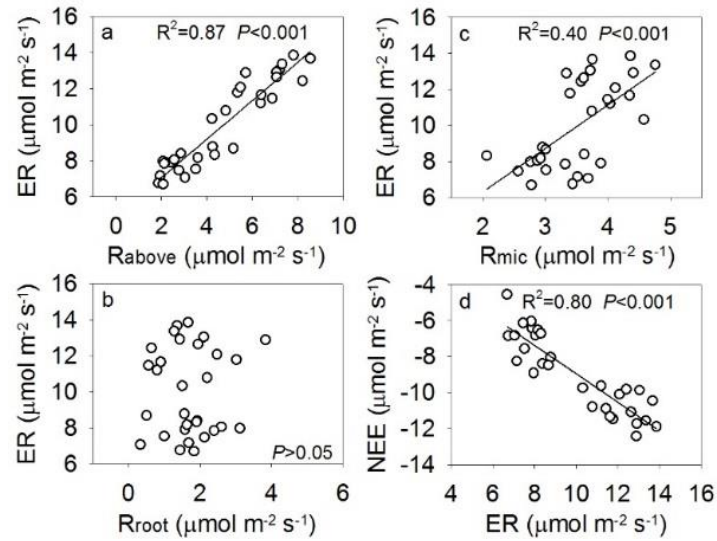 a R²=0.87 P<0.001
ER (μmol m⁻² s⁻¹)
16
14
12
10
8
6
0 2 4 6 8 10
Rabove (μmol m⁻² s⁻¹)
c R²=0.40 P<0.001
ER (μmol m⁻² s⁻¹)
16
14
12
10
8
6
2 3 4 5
Rmic (μmol m⁻² s⁻¹)
b
ER (μmol m⁻² s⁻¹)
16
14
12
10
8
6
P>0.05
0 2 4 6
Rroot (μmol m⁻² s⁻¹)
d
R²=0.80 P<0.001
NEE (μmol m⁻² s⁻¹)
-4
-6
-8
-10
-12
-14
4 6 8 10 12 14 16
ER (μmol m⁻² s⁻¹)